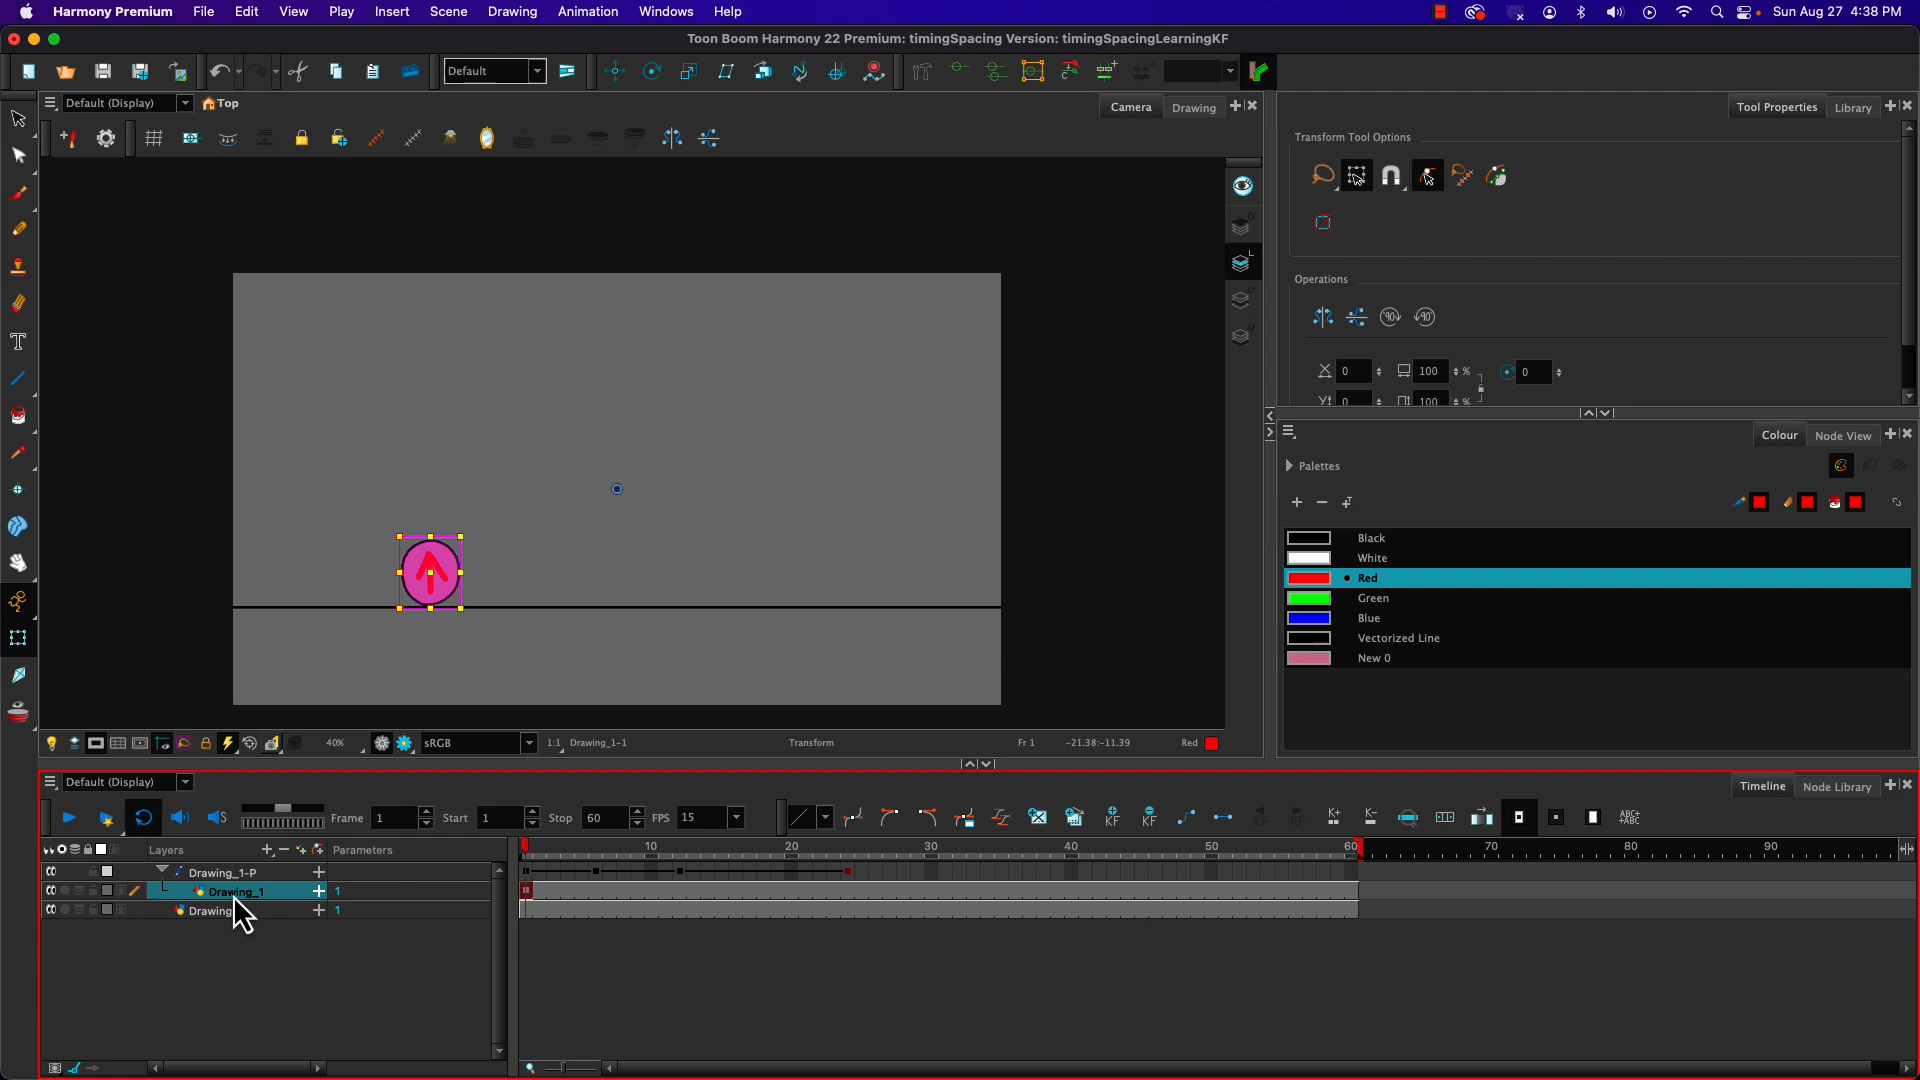 Harmony Premium File Edit View Play Insert Scene Drawing Animation Windows Help Sun Aug 27 4:38 PM
Toon Boom Harmony 22 Premium: timingSpacing Version: timingSpacingLearningKF
Default
Default (Display) Top Camera Drawing
Tool Properties Library
Transform Tool Options
Operations
90 90
0 100 % 0
0 100 %
Colour Node View
Palettes
Black
White
Red
Green
Blue
Vectorized Line
New 0
40% sRGB 1:1 Drawing_1-1 Transform Fr 1 -21.38:-11.39 Red
Default (Display) Timeline Node Library
Frame 1 Start 1 Stop 60 FPS 15
Layers Parameters 10 20 30 40 50 60 70 80 90
Drawing_1-P
Drawing_1 1
Drawing 1